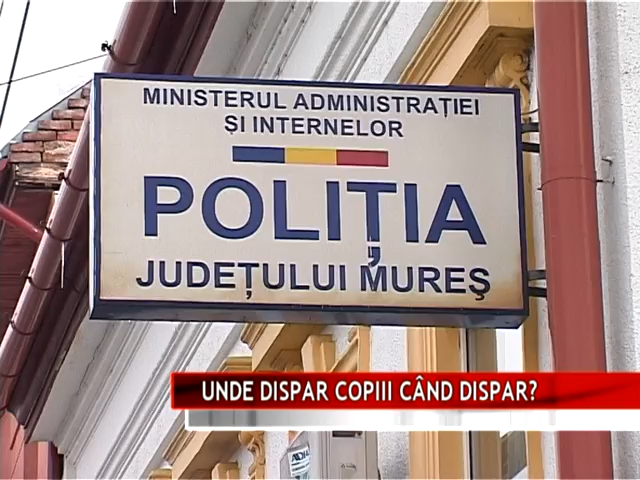 MINISTERUL ADMINISTRAȚIEI
ȘI INTERNELOR
POLIȚIA
JUDEȚULUI MUREȘ
UNDE DISPAR COPIII CÂND DISPAR?